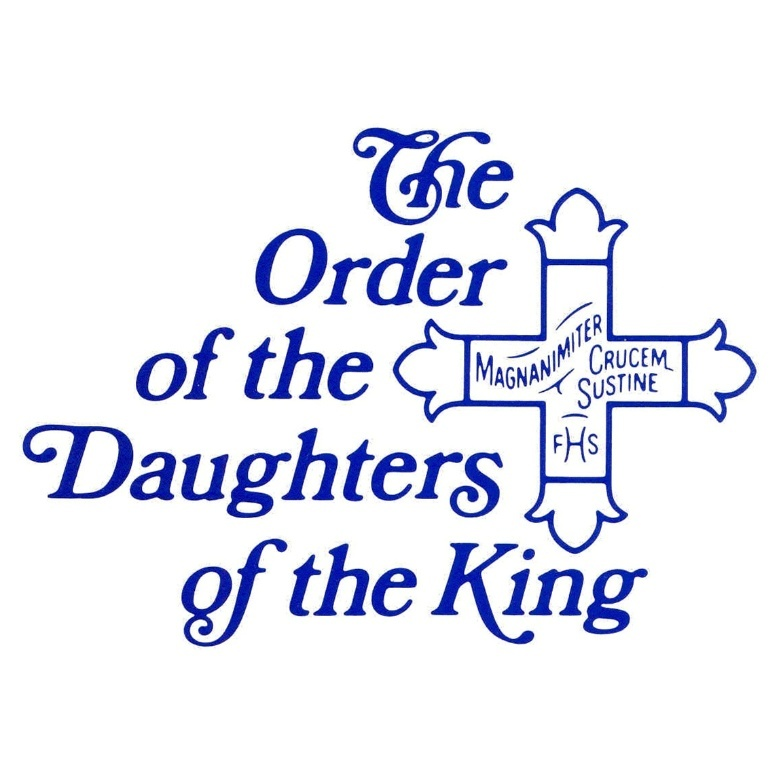 The
Order
of the
Daughters
of the King
MAGNANIMITER
CRUCEM
SUSTINE
FHS